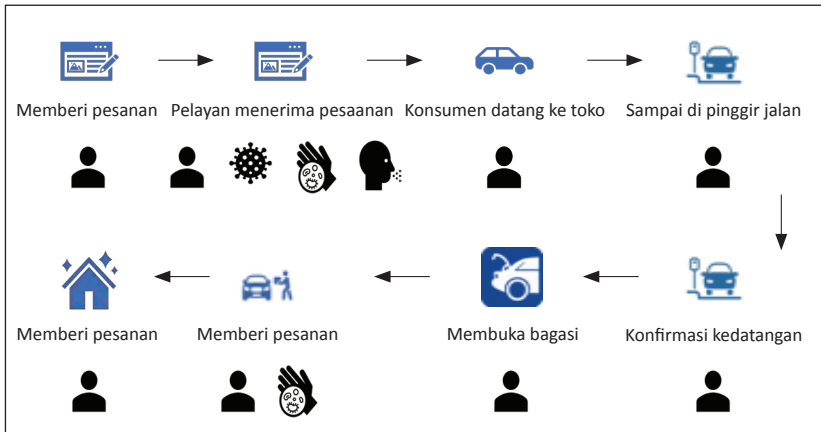 Memberi pesanan
Pelayan menerima pesaanan
Konsumen datang ke toko
Sampai di pinggir jalan
Memberi pesanan
Memberi pesanan
Membuka bagasi
Konfirmasi kedatangan